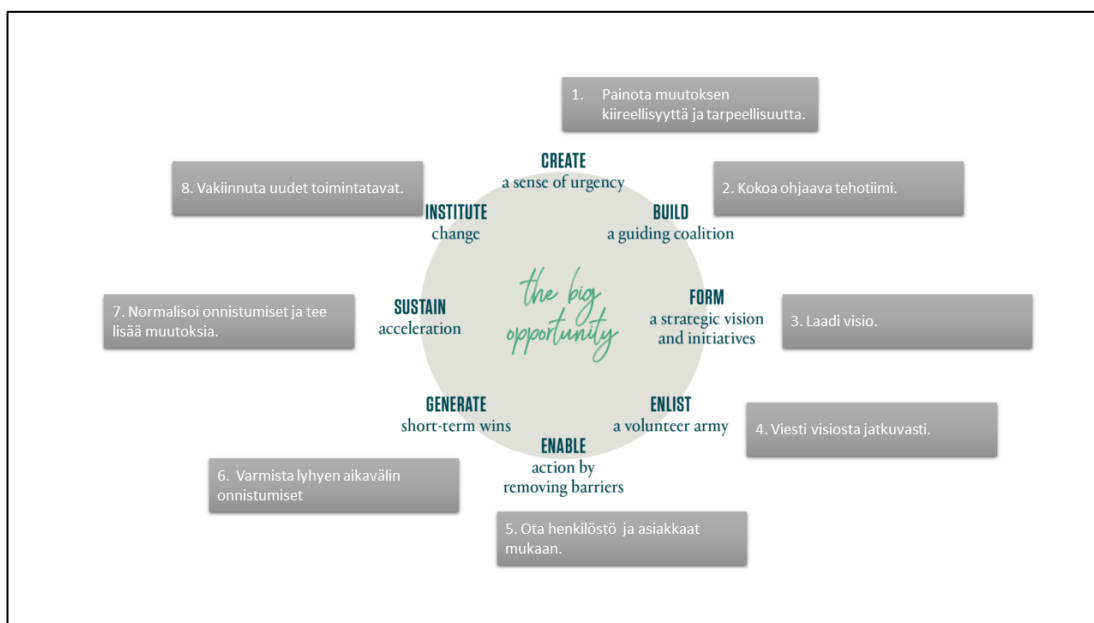 1. Painota muutoksen
kiireellisyyttä ja tarpeellisuutta.
CREATE
a sense of urgency
2. Kokoa ohjaava tehotiimi.
BUILD
a guiding coalition
3. Laadi visio.
FORM
a strategic vision
and initiatives
4. Viesti visiosta jatkuvasti.
ENLIST
a volunteer army
5. Ota henkilöstö ja asiakkaat
mukaan.
ENABLE
action by
removing barriers
6. Varmista lyhyen aikavälin
onnistumiset
GENERATE
short-term wins
7. Normalisoi onnistumiset ja tee
lisää muutoksia.
SUSTAIN
acceleration
8. Vakiinnuta uudet toimintatavat.
INSTITUTE
change
the big
opportunity